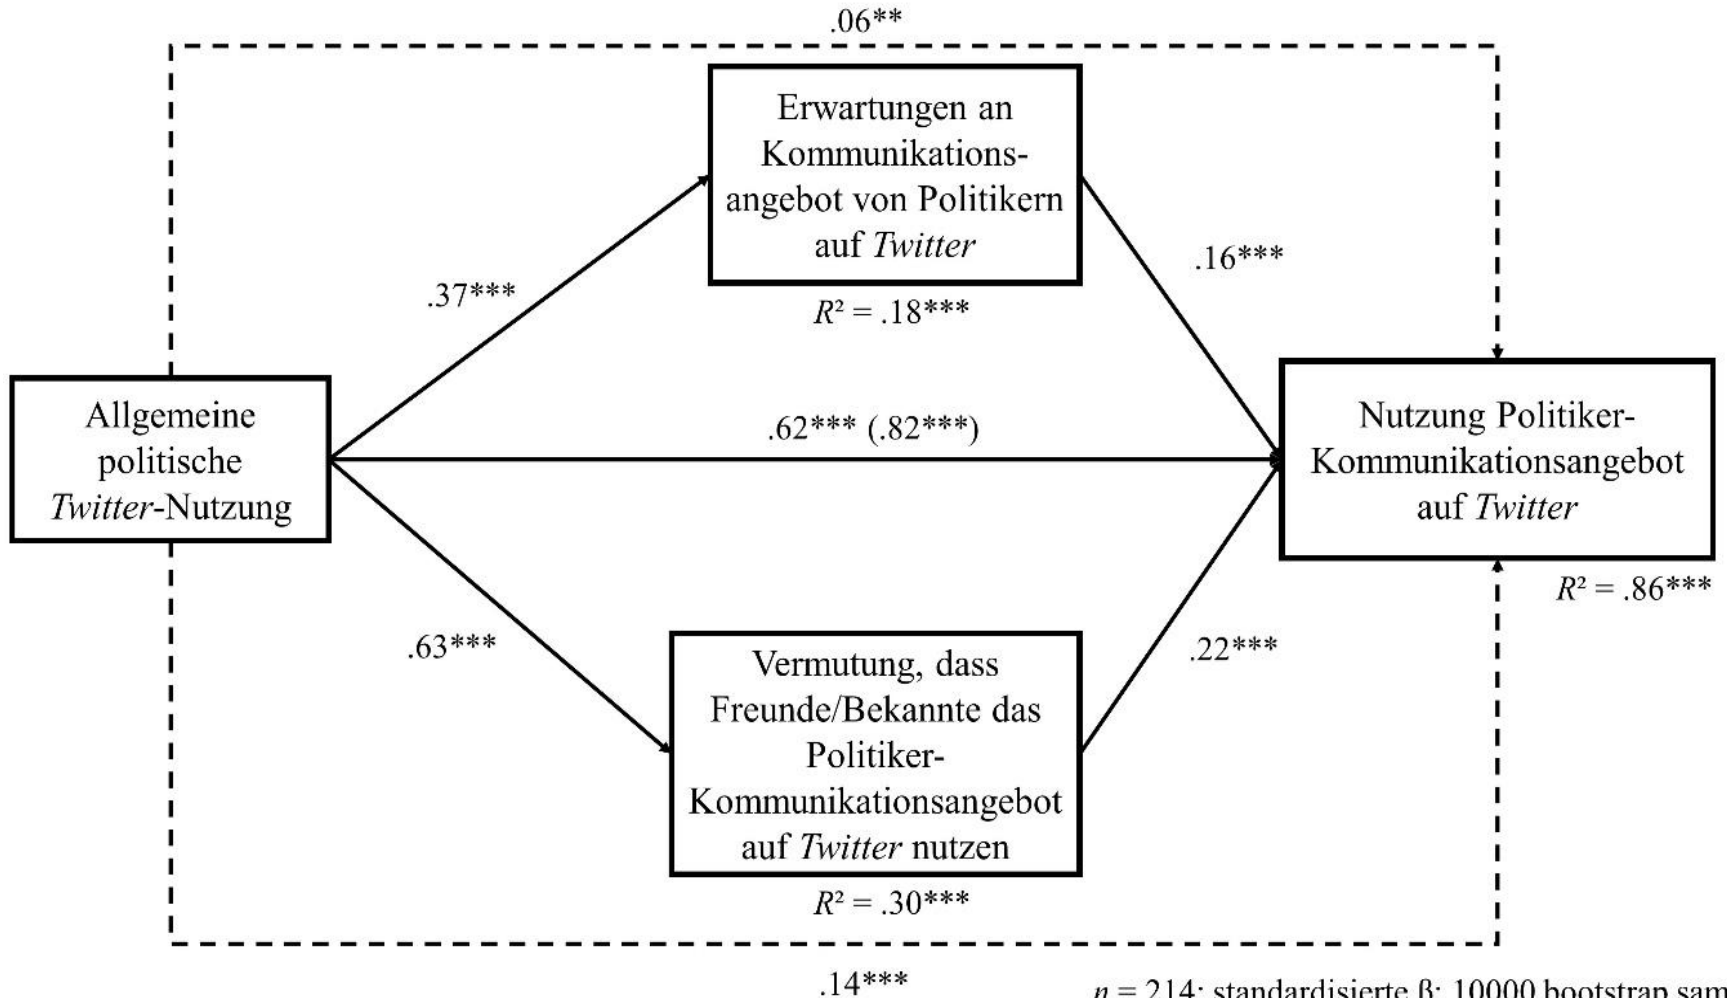 .06**
Erwartungen an
Kommunikations-
angebot von Politikern
auf Twitter
R² = .18***
.37***
.16***
Allgemeine
politische
Twitter-Nutzung
.62*** (.82***)
Nutzung Politiker-
Kommunikationsangebot
auf Twitter
R² = .86***
.63***
.22***
Vermutung, dass
Freunde/Bekannte das
Politiker-
Kommunikationsangebot
auf Twitter nutzen
R² = .30***
.14***
n = 214; standardisierte β; 10000 bootstrap